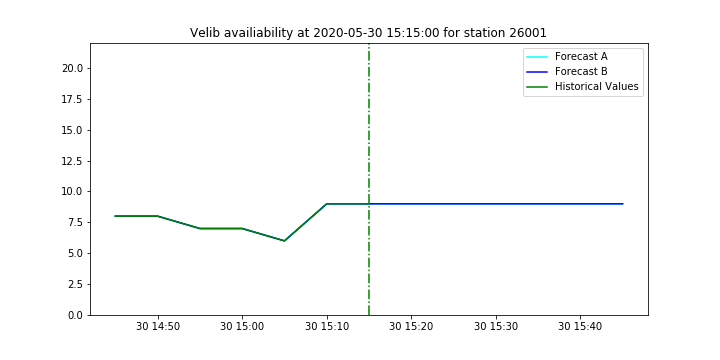 Velib availiability at 2020-05-30 15:15:00 for station 26001
Forecast A
Forecast B
Historical Values
20.0
17.5
15.0
12.5
10.0
7.5
5.0
2.5
0.0
30 14:50 30 15:00 30 15:10 30 15:20 30 15:30 30 15:40